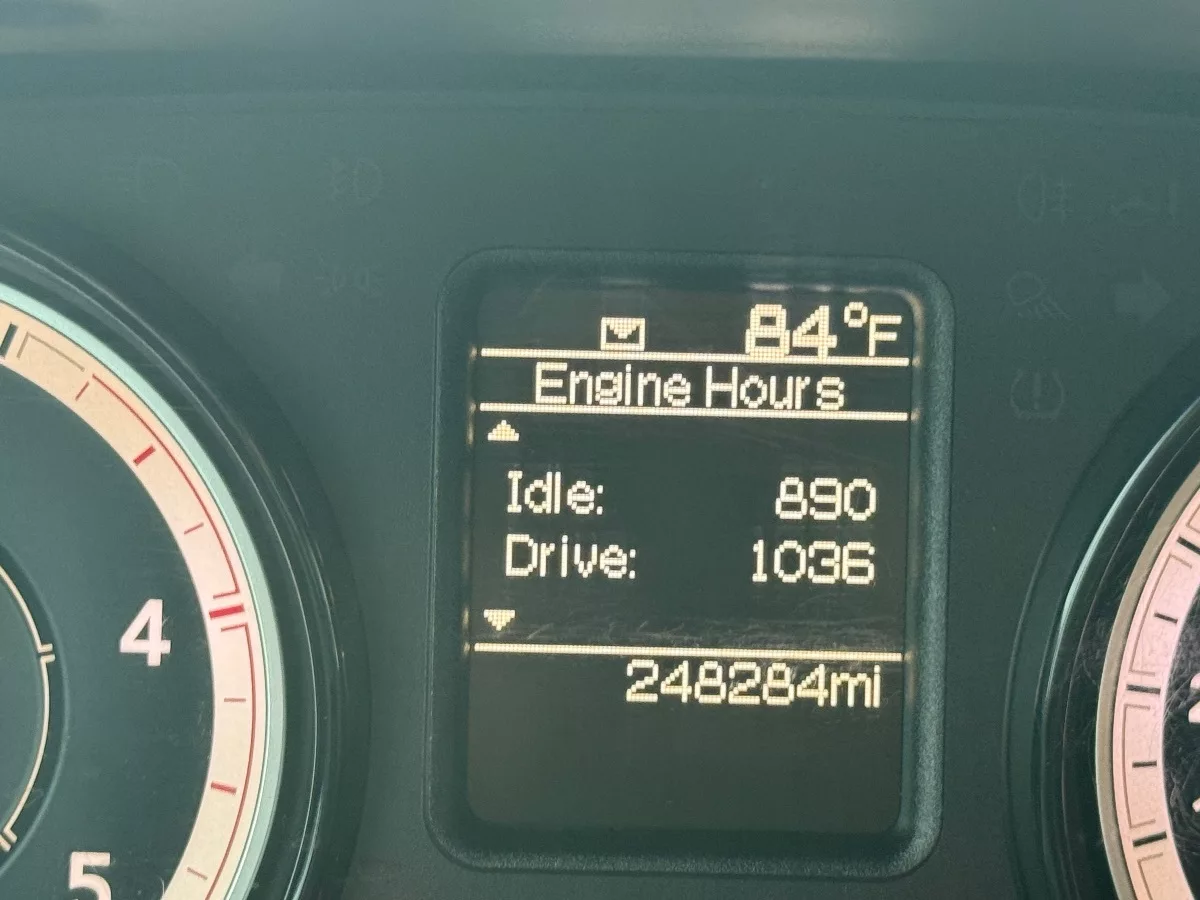 84°F
Engine Hours
Idle: 890
Drive: 1036
248284mi
4
5